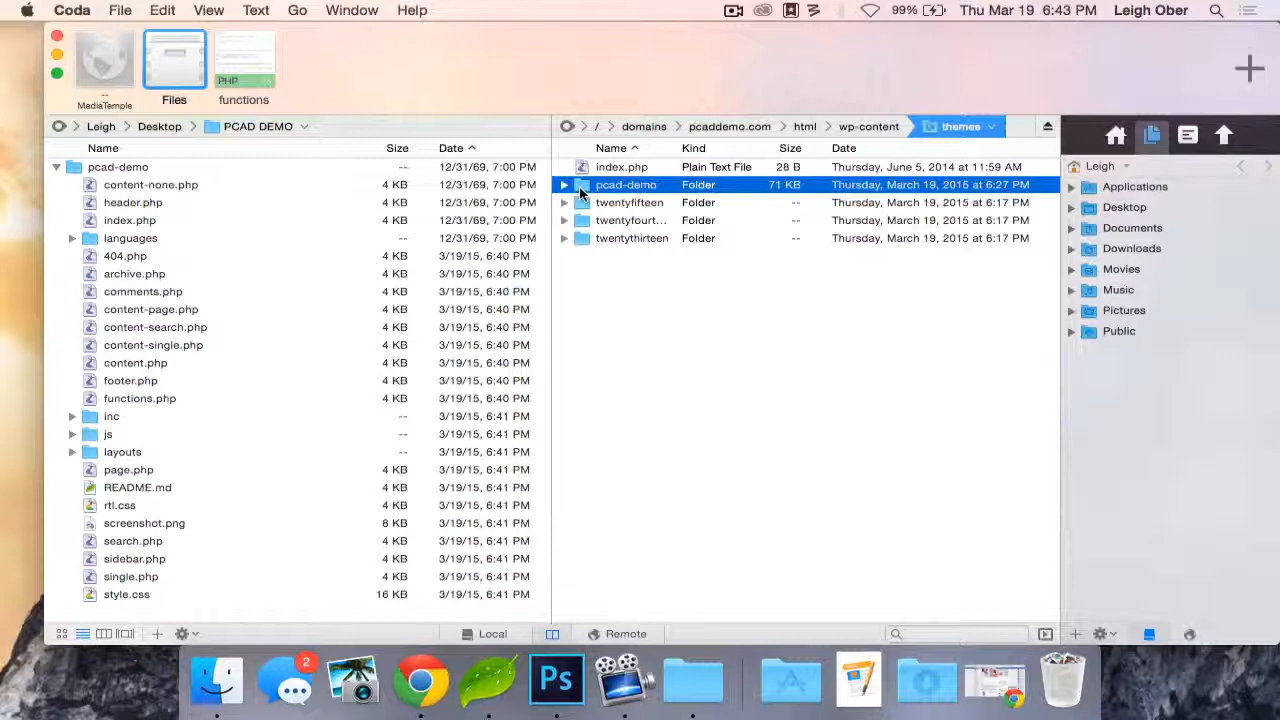 Coda File Edit View Text Go Window Help 99% Thu Mar 19 6:43 PM Leigh Ober
-- MediaTemple Files PHP functions
Leigh Desktop PCAD DEMO / domains pcaddemo.com html wp-content themes
Name Size Date Name Kind Size Date
pcad-demo -- 12/31/69, 7:00 PM index.php Plain Text File 28 B Thursday, June 5, 2014 at 11:59 AM Leigh
content-none.php 4 KB 12/31/69, 7:00 PM pcad-demo Folder 71 KB Thursday, March 19, 2015 at 6:27 PM Applications
header.php 4 KB 12/31/69, 7:00 PM twentyfifteen Folder -- Thursday, March 19, 2015 at 6:17 PM Desktop
index.php 4 KB 12/31/69, 7:00 PM twentyfourt... Folder -- Thursday, March 19, 2015 at 6:17 PM Documents
languages -- 12/31/69, 7:00 PM twentythirteen Folder -- Thursday, March 19, 2015 at 6:17 PM Downloads
404.php 4 KB 3/19/15, 6:40 PM Movies
archive.php 4 KB 3/19/15, 6:40 PM Music
comments.php 4 KB 3/19/15, 6:40 PM Pictures
content-page.php 4 KB 3/19/15, 6:40 PM Public
content-search.php 4 KB 3/19/15, 6:40 PM
content-single.php 4 KB 3/19/15, 6:40 PM
content.php 4 KB 3/19/15, 6:40 PM
footer.php 4 KB 3/19/15, 6:40 PM
functions.php 4 KB 3/19/15, 6:40 PM
inc -- 3/19/15, 6:41 PM
js -- 3/19/15, 6:41 PM
layouts -- 3/19/15, 6:41 PM
page.php 4 KB 3/19/15, 6:41 PM
README.md 4 KB 3/19/15, 6:41 PM
rtl.css 4 KB 3/19/15, 6:41 PM
screenshot.png 8 KB 3/19/15, 6:41 PM
search.php 4 KB 3/19/15, 6:41 PM
sidebar.php 4 KB 3/19/15, 6:41 PM
single.php 4 KB 3/19/15, 6:41 PM
style.css 16 KB 3/19/15, 6:41 PM
Local Remote
2
Ps